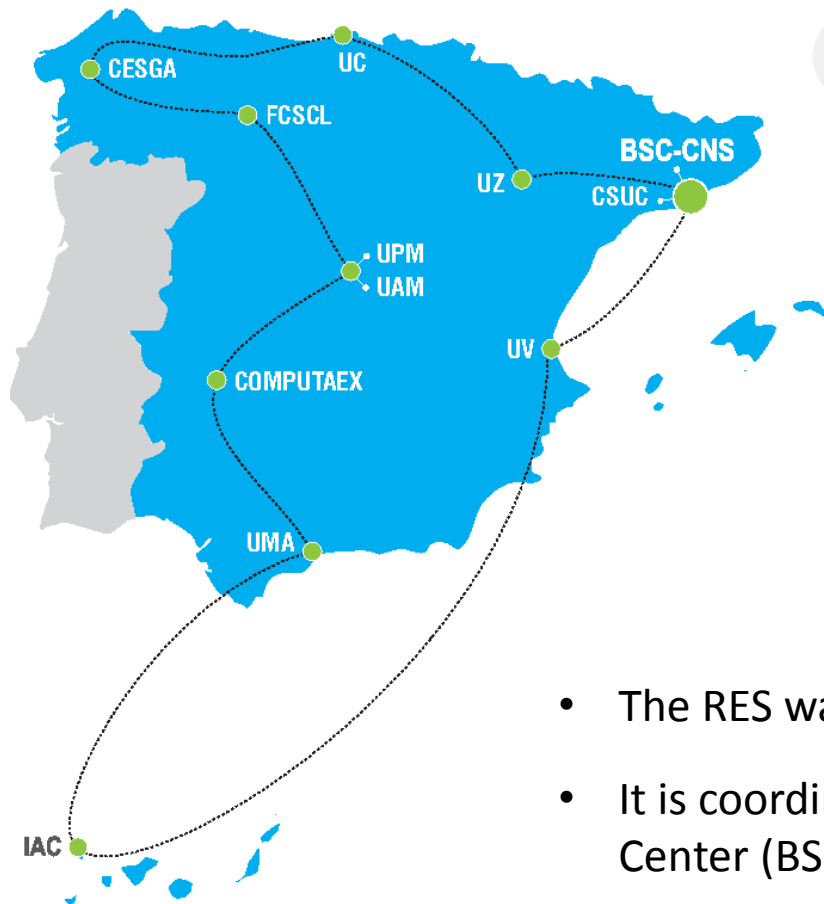 CESGA
UC
FCSCL
BSC-CNS
UZ
CSUC
UPM
UAM
UV
COMPUTAEX
UMA
IAC
• The RES wa
• It is coordi
Center (BS